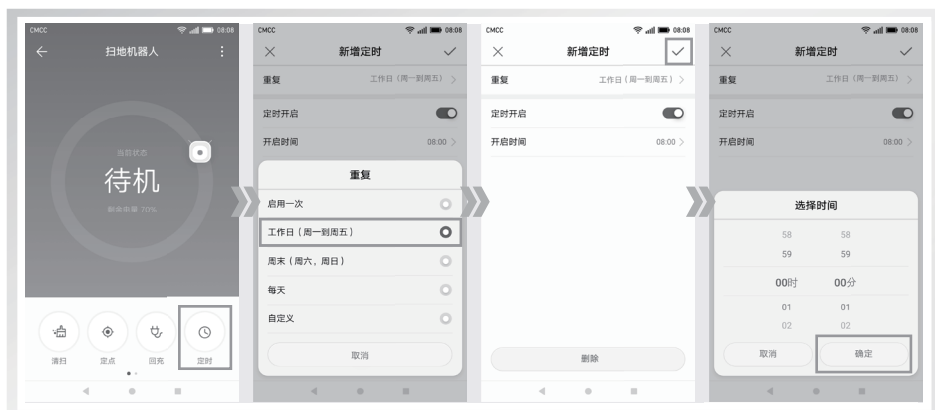 CMCC 08:08
扫地机器人
当前状态
待机
剩余电量 70%
清扫 定点 回充 定时
CMCC 08:08
新增定时
重复 工作日（周一到周五）
定时开启
开启时间 08:00
重复
启用一次
工作日（周一到周五）
周末（周六，周日）
每天
自定义
取消
CMCC 08:08
新增定时
重复 工作日（周一到周五）
定时开启
开启时间 08:00
删除
CMCC 08:08
新增定时
重复 工作日（周一到周五）
定时开启
开启时间 08:00
选择时间
58 58
59 59
00时 00分
01 01
02 02
取消 确定